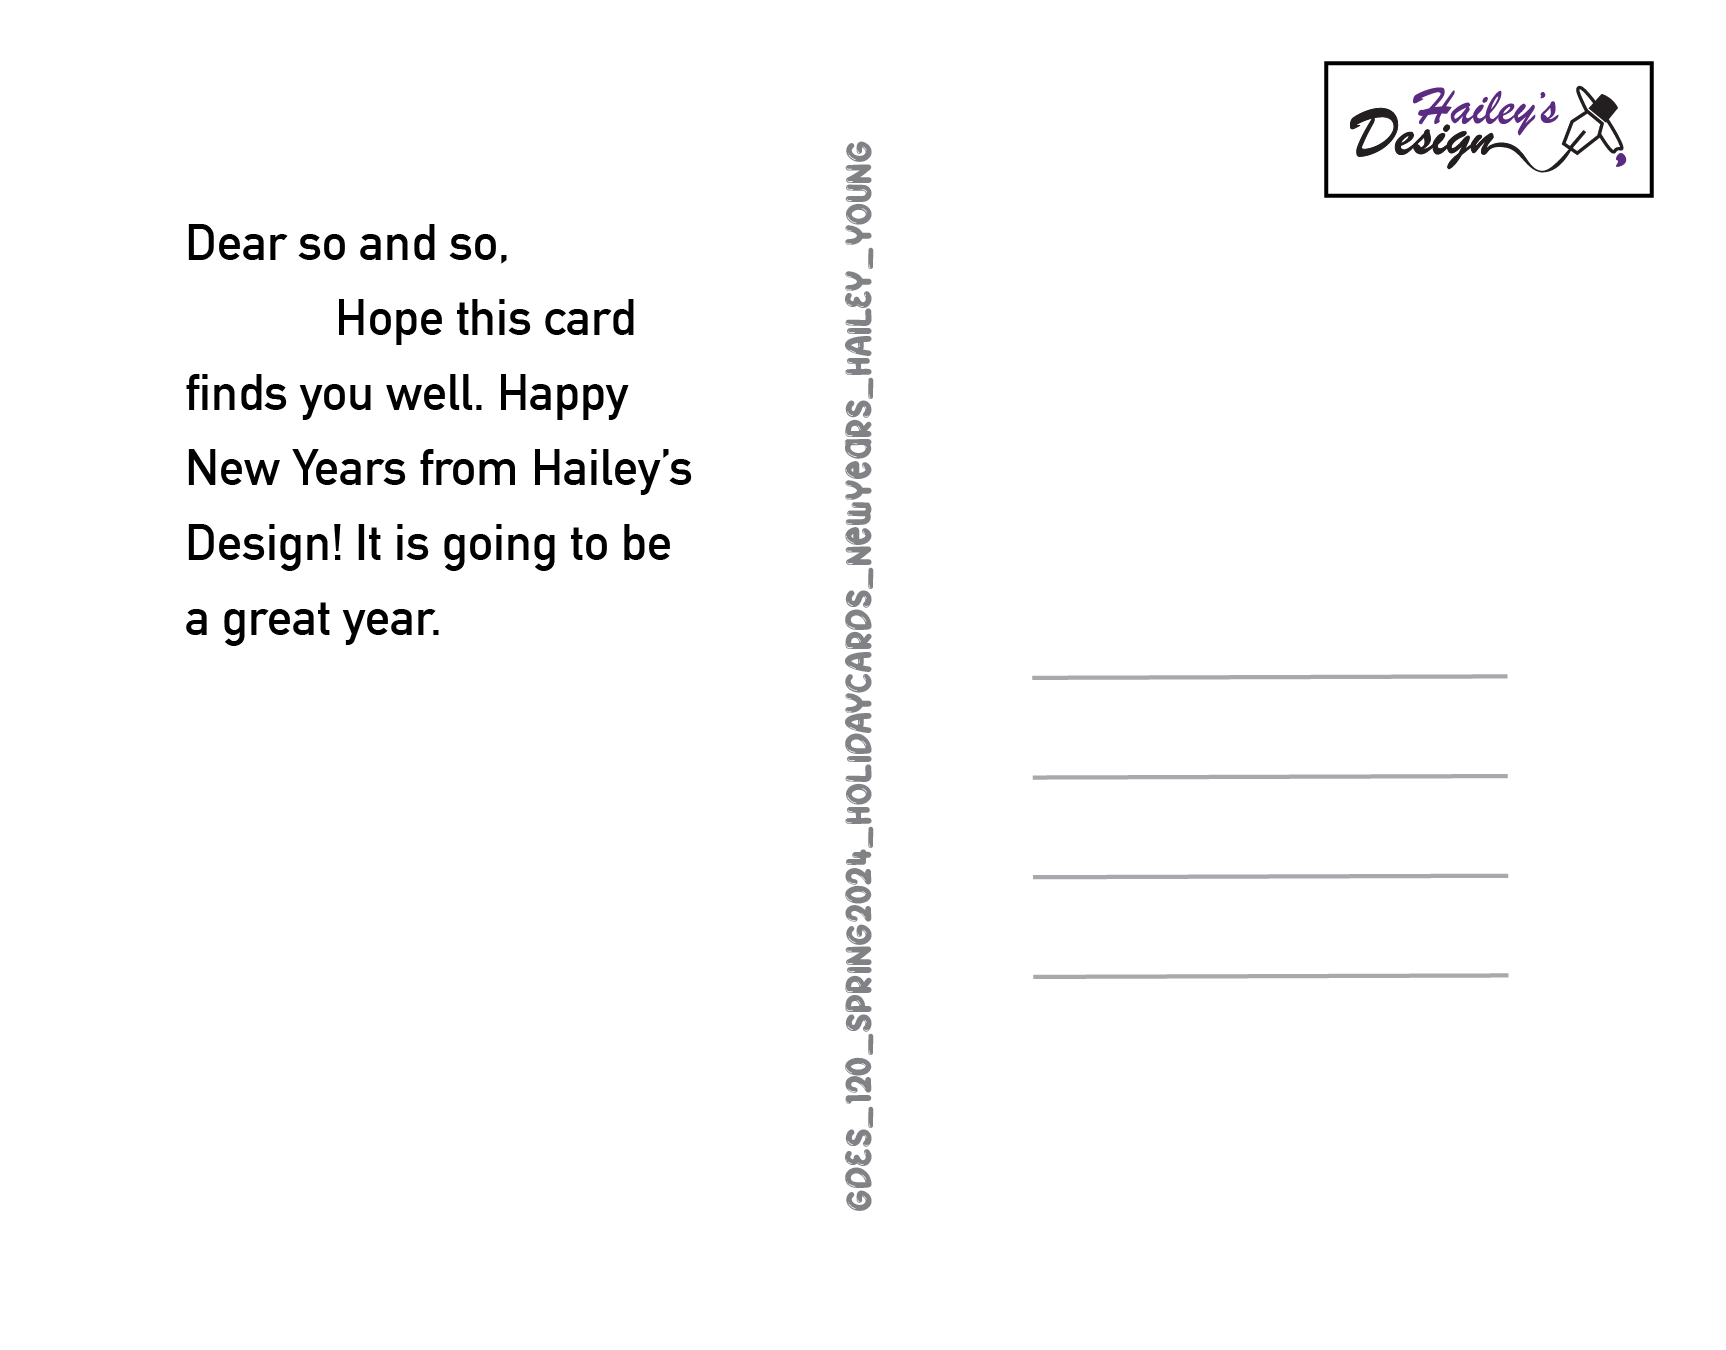 Dear so and so,
Hope this card
finds you well. Happy
New Years from Hailey's
Design! It is going to be
a great year.
GDES_120_SPRING2024_HOLIDAYCARDS_NEWYEARS_HAILEY_YOUNG
Hailey's
Design